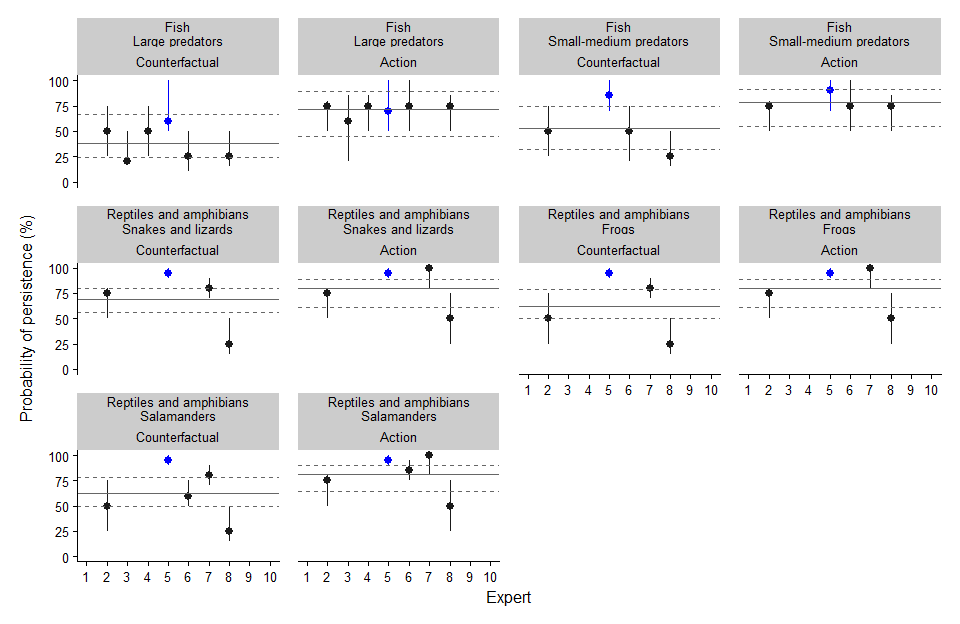 Fish Fish Fish Fish
Large predators Large predators Small-medium predators Small-medium predators
Counterfactual Action Counterfactual Action
100
75
50
25
0
Reptiles and amphibians Reptiles and amphibians Reptiles and amphibians Reptiles and amphibians
Snakes and lizards Snakes and lizards Frogs Frogs
Counterfactual Action Counterfactual Action
100
75
50
25
0
1 2 3 4 5 6 7 8 9 10 1 2 3 4 5 6 7 8 9 10
Reptiles and amphibians Reptiles and amphibians
Salamanders Salamanders
Counterfactual Action
100
75
50
25
0
1 2 3 4 5 6 7 8 9 10 1 2 3 4 5 6 7 8 9 10
Expert
Probability of persistence (%)